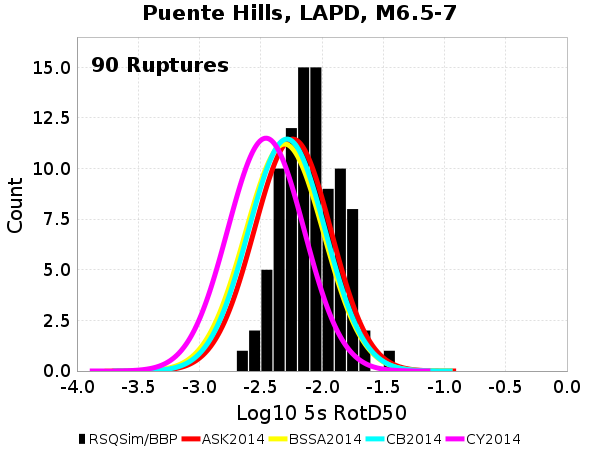 Puente Hills, LAPD, M6.5-7
90 Ruptures
15.0
12.5
10.0
7.5
5.0
2.5
0.0
Count
-4.0 -3.5 -3.0 -2.5 -2.0 -1.5 -1.0 -0.5 0.0
Log10 5s RotD50
RSQSim/BBP ASK2014 BSSA2014 CB2014 CY2014